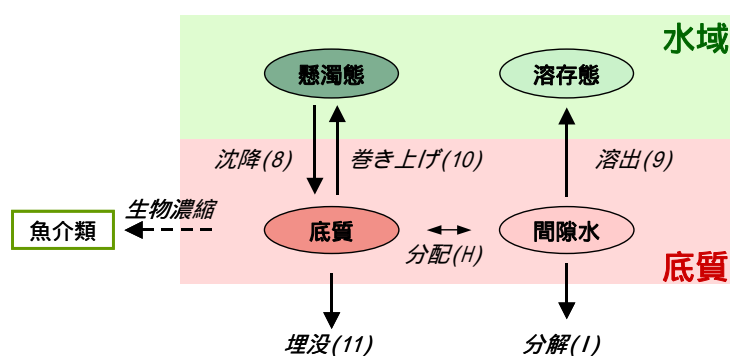 水域
懸濁態
溶存態
沈降(8)
巻き上げ(10)
溶出(9)
生物濃縮
魚介類
底質
間隙水
分配(H)
底質
埋没(11)
分解(I)